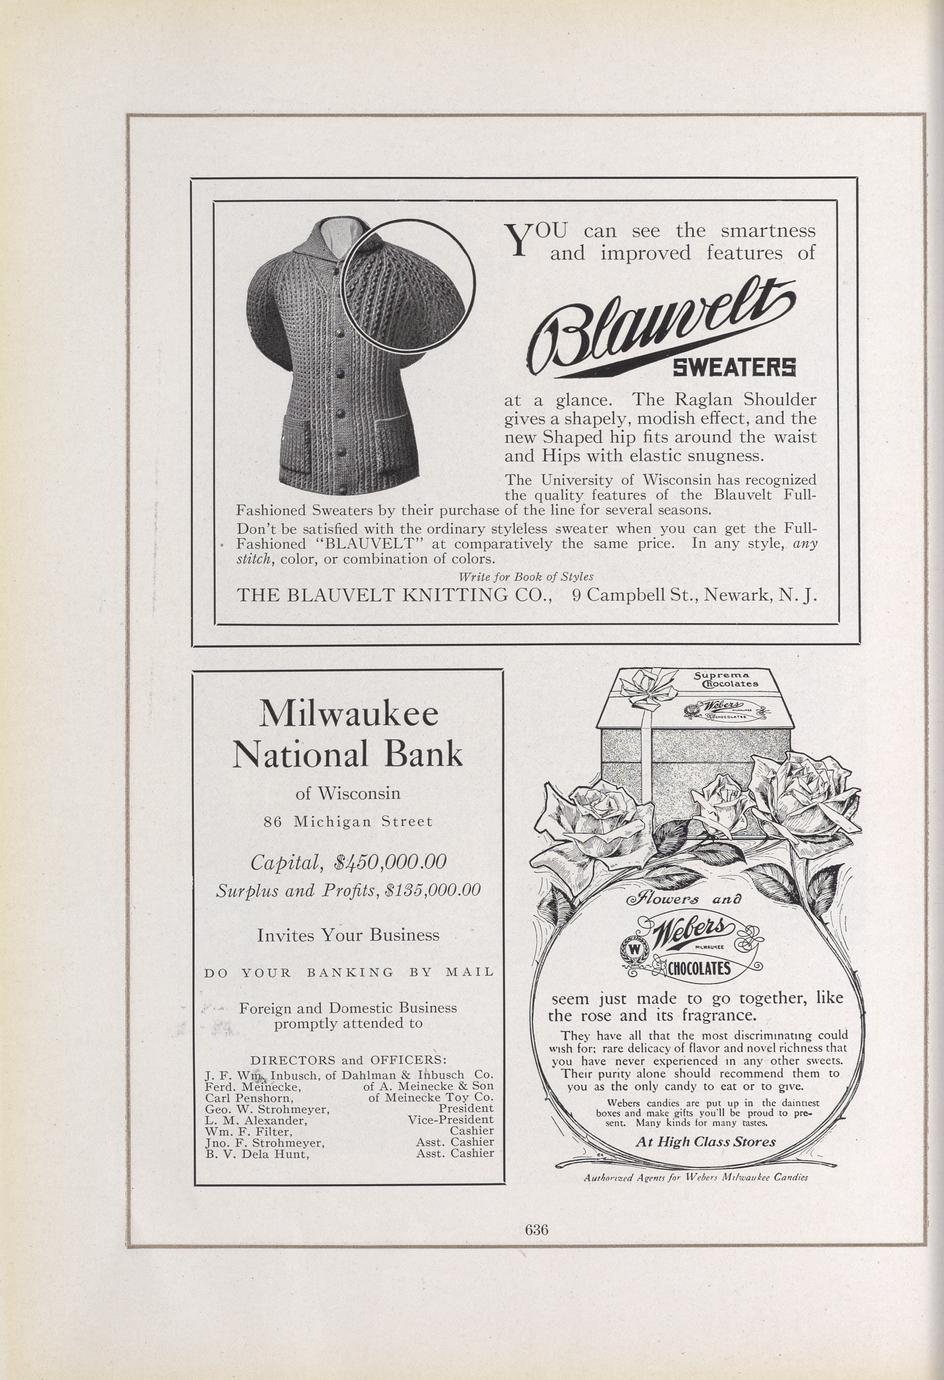 YOU can see the smartness
and improved features of
Blauvelt
SWEATERS
at a glance. The Raglan Shoulder
gives a shapely, modish effect, and the
new Shaped hip fits around the waist
and Hips with elastic snugness.
The University of Wisconsin has recognized
the quality features of the Blauvelt Full-
Fashioned Sweaters by their purchase of the line for several seasons.
Don't be satisfied with the ordinary styleless sweater when you can get the Full-
Fashioned "BLAUVELT" at comparatively the same price. In any style, any
stitch, color, or combination of colors.
Write for Book of Styles
THE BLAUVELT KNITTING CO., 9 Campbell St., Newark, N. J.
Milwaukee
National Bank
of Wisconsin
86 Michigan Street
Capital, $450,000.00
Surplus and Profits, $135,000.00
Invites Your Business
DO YOUR BANKING BY MAIL
Foreign and Domestic Business
promptly attended to
DIRECTORS and OFFICERS:
J. F. Wm. Inbusch, of Dahlman & Inbusch Co.
Ferd. Meinecke, of A. Meinecke & Son
Carl Penshorn, of Meinecke Toy Co.
Geo. W. Strohmeyer, President
L. M. Alexander, Vice-President
Wm. F. Filter, Cashier
Jno. F. Strohmeyer, Asst. Cashier
B. V. Dela Hunt, Asst. Cashier
Suprema
Chocolates
Webers
MILWAUKEE
CHOCOLATES
Flowers and
Webers
MILWAUKEE
W
CHOCOLATES
seem just made to go together, like
the rose and its fragrance.
They have all that the most discriminating could
wish for; rare delicacy of flavor and novel richness that
you have never experienced in any other sweets.
Their purity alone should recommend them to
you as the only candy to eat or to give.
Webers candies are put up in the daintiest
boxes and make gifts you'll be proud to pre-
sent. Many kinds for many tastes.
At High Class Stores
Authorized Agents for Webers Milwaukee Candies
636